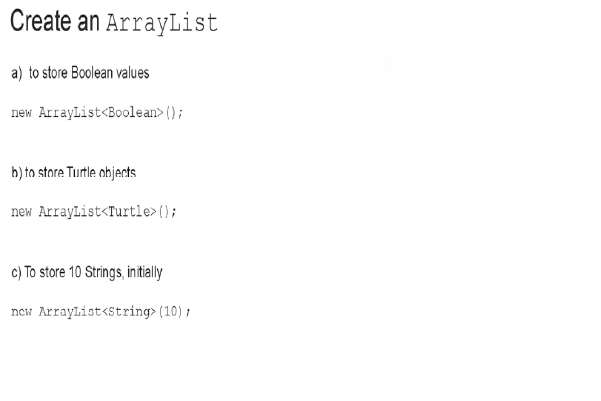 Create an ArrayList
a) to store Boolean values
new ArrayList<Boolean>();
b) to store Turtle objects
new ArrayList<Turtle>();
c) To store 10 Strings, initially
new ArrayList<String>(10);